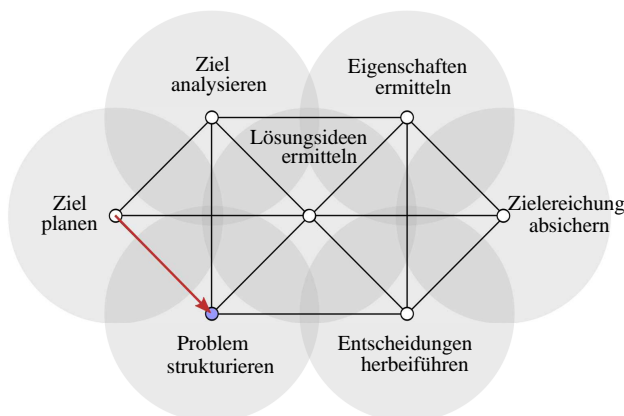 Ziel
analysieren
Eigenschaften
ermitteln
Lösungsideen
ermitteln
Ziel
planen
Zielereichung
absichern
Problem
strukturieren
Entscheidungen
herbeiführen